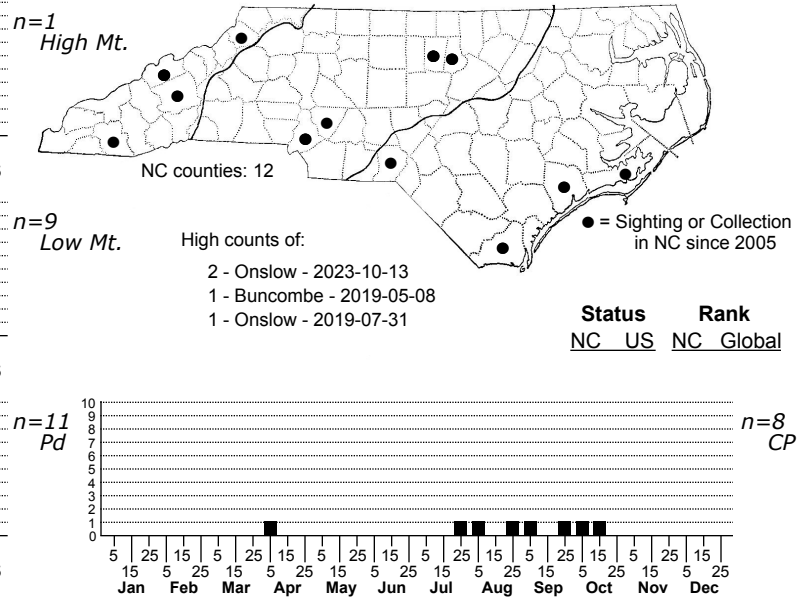 n=1
High Mt.
NC counties: 12
n=9
Low Mt.
High counts of:
2 - Onslow - 2023-10-13
1 - Buncombe - 2019-05-08
1 - Onslow - 2019-07-31
● = Sighting or Collection
in NC since 2005
Status Rank
NC US NC Global
n=11
Pd
n=8
CP
10
9
8
7
6
5
4
3
2
1
0
5 25 15 5 25 15 5 25 15 5 25 15 5 25 15 5 25 15
15 5 25 15 5 25 15 5 25 15 5 25 15 5 25 15 5 25
Jan Feb Mar Apr May Jun Jul Aug Sep Oct Nov Dec